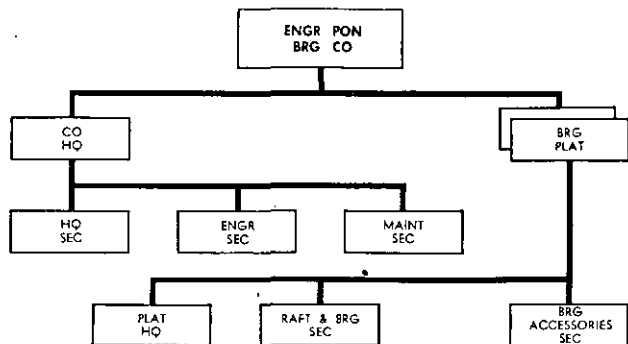 ENGR PON
BRG CO
CO
HQ
BRG
PLAT
HQ
SEC
ENGR
SEC
MAINT
SEC
PLAT
HQ
RAFT & BRG
SEC
BRG
ACCESSORIES
SEC